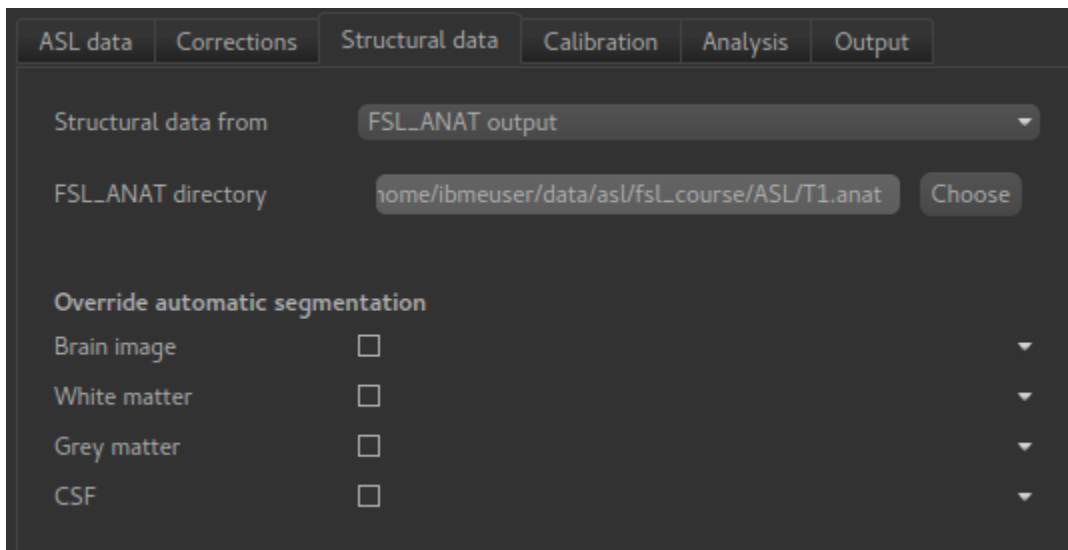 ASL data Corrections Structural data Calibration Analysis Output
Structural data from FSL_ANAT output
FSL_ANAT directory home/ibmeuser/data/asl/fsl_course/ASL/T1.anat Choose
Override automatic segmentation
Brain image
White matter
Grey matter
CSF